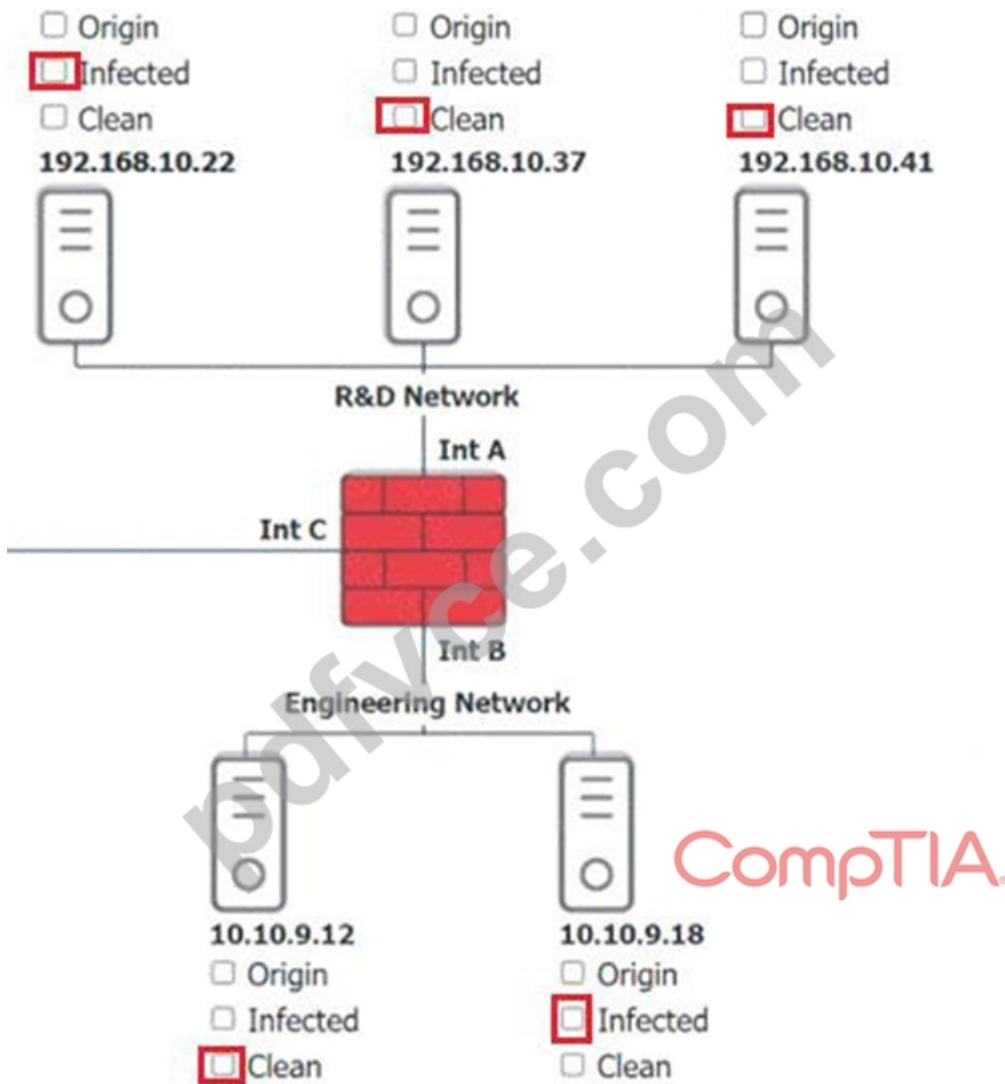 Origin Origin Origin
Infected Infected Infected
Clean Clean Clean
192.168.10.22 192.168.10.37 192.168.10.41
R&D Network
Int A
Int C
Int B
Engineering Network
pdfvce.com
CompTIA.
10.10.9.12 10.10.9.18
Origin Origin
Infected Infected
Clean Clean